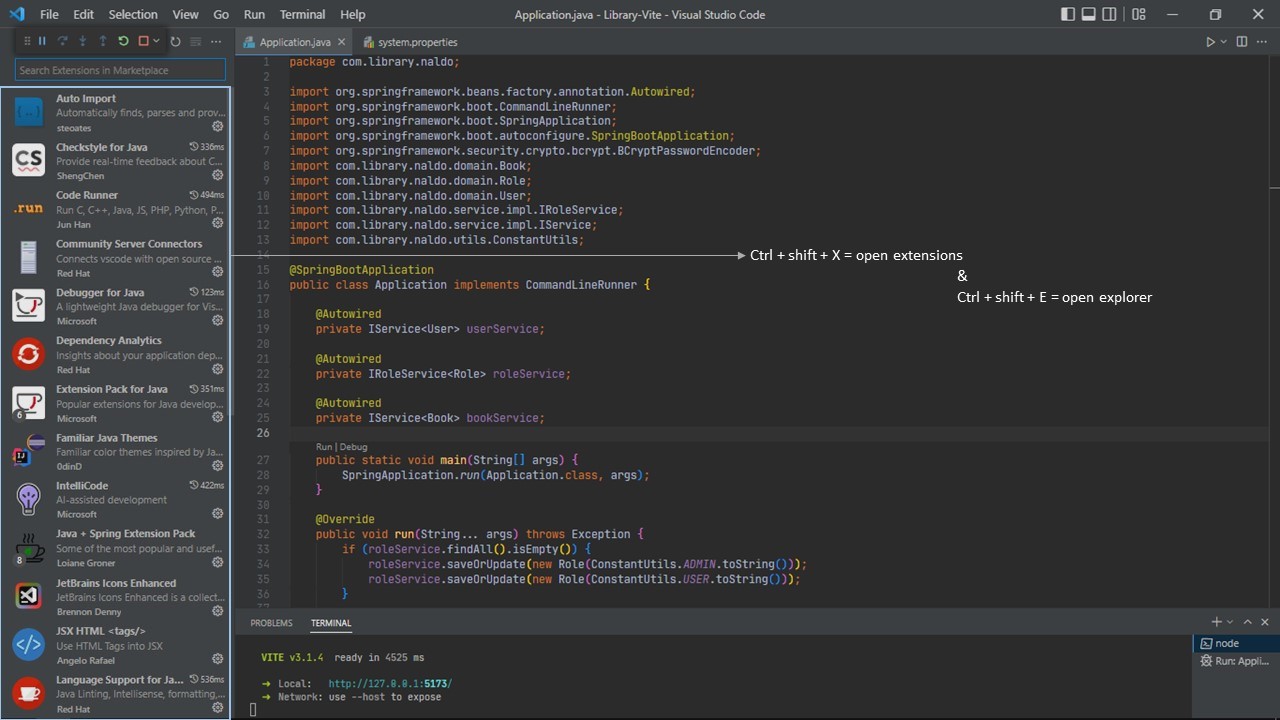 File Edit Selection View Go Run Terminal Help
Application.java - Library-Vite - Visual Studio Code
Application.java
system.properties
Search Extensions in Marketplace
Auto Import
Automatically finds, parses and prov...
steoates
Checkstyle for Java 336ms
Provide real-time feedback about C...
ShengChen
Code Runner 494ms
Run C, C++, Java, JS, PHP, Python, P...
Jun Han
.run
Community Server Connectors
Connects vscode with open source ...
Red Hat
Debugger for Java 123ms
A lightweight Java debugger for Vis...
Microsoft
Dependency Analytics
Insights about your application dep...
Red Hat
Extension Pack for Java 351ms
Popular extensions for Java develop...
Microsoft
6
Familiar Java Themes
Familiar color themes inspired by Ja...
0dinD
IntelliCode 422ms
AI-assisted development
Microsoft
Java + Spring Extension Pack
Some of the most popular and usef...
Loiane Groner
8
JetBrains Icons Enhanced
JetBrains Icons Enhanced is a collect...
Brennon Denny
JSX HTML <tags/>
Use HTML Tags into JSX
Angelo Rafael
Language Support for Ja... 536ms
Java Linting, Intellisense, formatting,...
Red Hat
1 package com.library.naldo;
2
3 import org.springframework.beans.factory.annotation.Autowired;
4 import org.springframework.boot.CommandLineRunner;
5 import org.springframework.boot.SpringApplication;
6 import org.springframework.boot.autoconfigure.SpringBootApplication;
7 import org.springframework.security.crypto.bcrypt.BCryptPasswordEncoder;
8 import com.library.naldo.domain.Book;
9 import com.library.naldo.domain.Role;
10 import com.library.naldo.domain.User;
11 import com.library.naldo.service.impl.IRoleService;
12 import com.library.naldo.service.impl.IService;
13 import com.library.naldo.utils.ConstantUtils;
14
15 @SpringBootApplication
16 public class Application implements CommandLineRunner {
17
18 @Autowired
19 private IService<User> userService;
20
21 @Autowired
22 private IRoleService<Role> roleService;
23
24 @Autowired
25 private IService<Book> bookService;
26
Run | Debug
27 public static void main(String[] args) {
28 SpringApplication.run(Application.class, args);
29 }
30
31 @Override
32 public void run(String... args) throws Exception {
33 if (roleService.findAll().isEmpty()) {
34 roleService.saveOrUpdate(new Role(ConstantUtils.ADMIN.toString()));
35 roleService.saveOrUpdate(new Role(ConstantUtils.USER.toString()));
36 }
37
Ctrl + shift + X = open extensions
&
Ctrl + shift + E = open explorer
PROBLEMS TERMINAL
VITE v3.1.4 ready in 4525 ms
➜ Local: http://127.0.0.1:5173/
➜ Network: use --host to expose
node
Run: Appli...